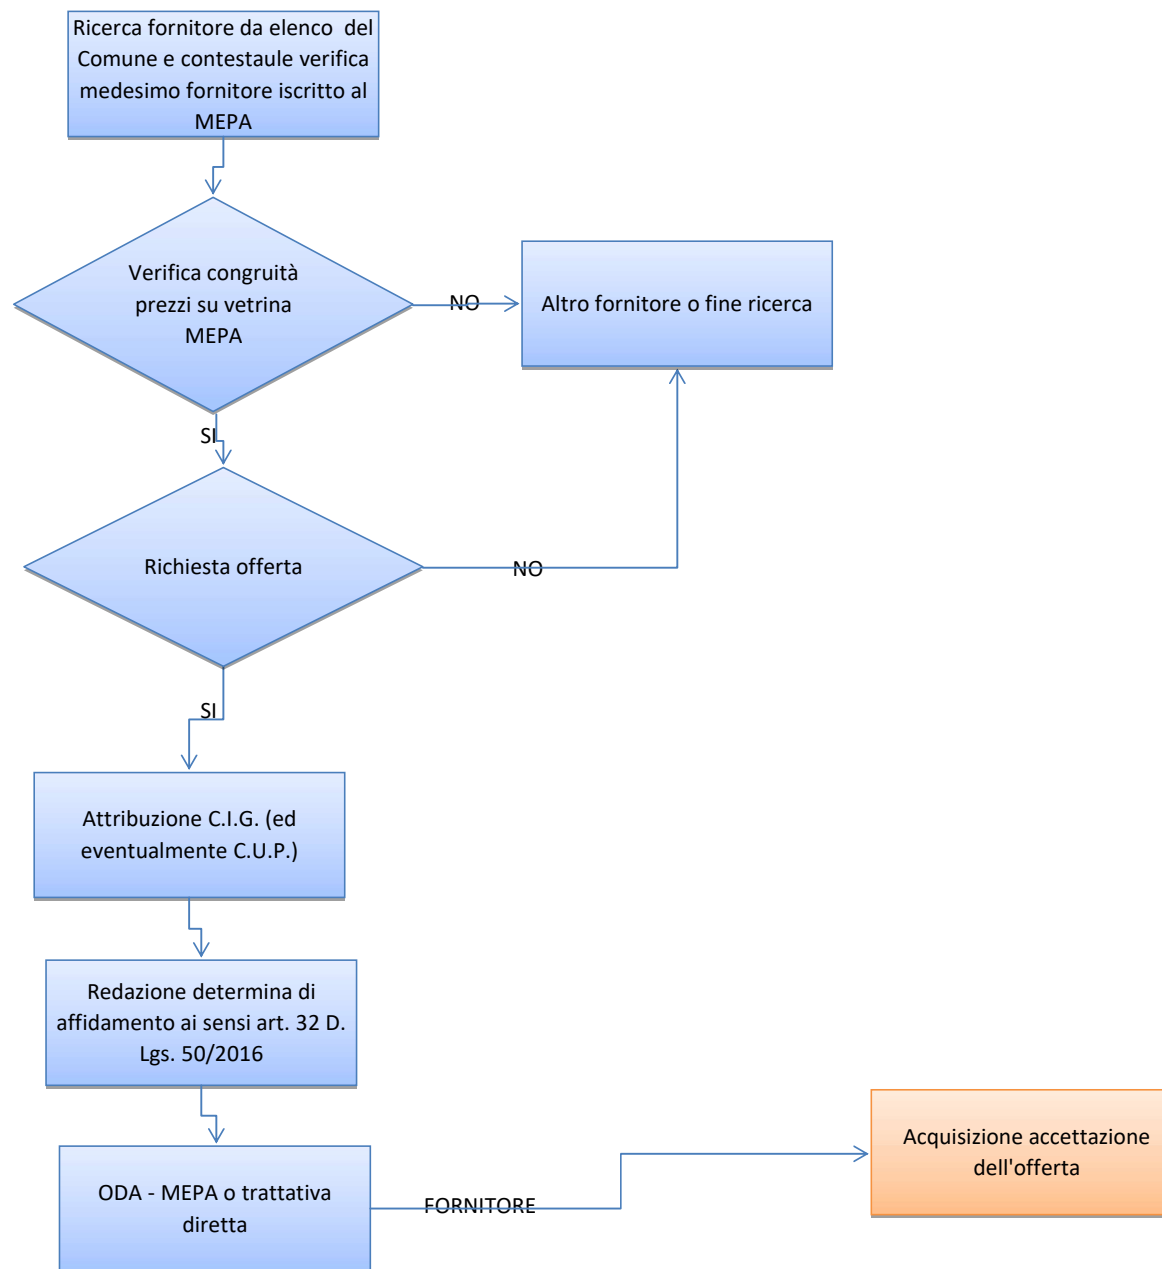 Ricerca fornitore da elenco  del
Comune e contestaule verifica
medesimo fornitore iscritto al
MEPA
Verifica congruità
prezzi su vetrina
MEPA
NO
Altro fornitore o fine ricerca
SI
Richiesta offerta
NO
SI
Attribuzione C.I.G. (ed
eventualmente C.U.P.)
Redazione determina di
affidamento ai sensi art. 32 D.
Lgs. 50/2016
ODA - MEPA o trattativa
diretta
FORNITORE
Acquisizione accettazione
dell'offerta